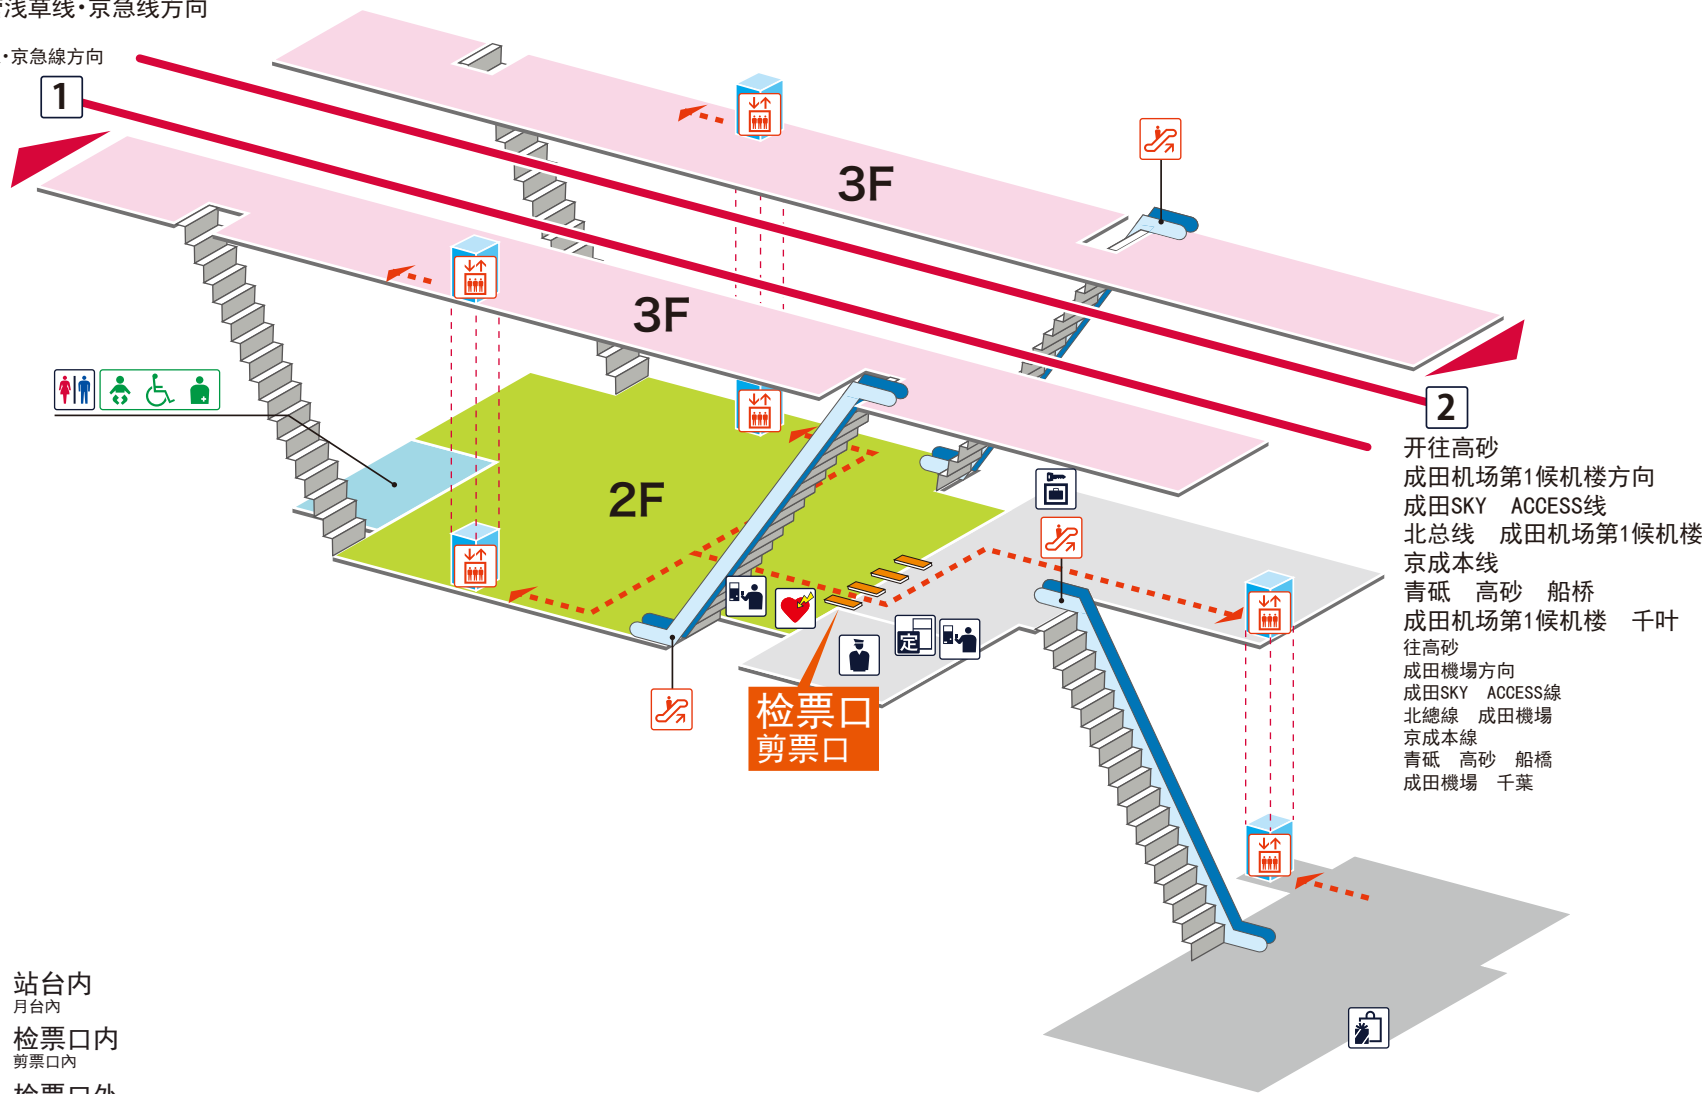 浅草线・京急线方向
・京急線方向
1
3F
3F
2F
定
检票口
剪票口
2
开往高砂
成田机场第1候机楼方向
成田SKY ACCESS线
北总线 成田机场第1候机楼
京成本线
青砥 高砂 船桥
成田机场第1候机楼 千叶
往高砂
成田機場方向
成田SKY ACCESS線
北總線 成田機場
京成本線
青砥 高砂 船橋
成田機場 千葉
站台内
月台內
检票口内
剪票口內
检票口外